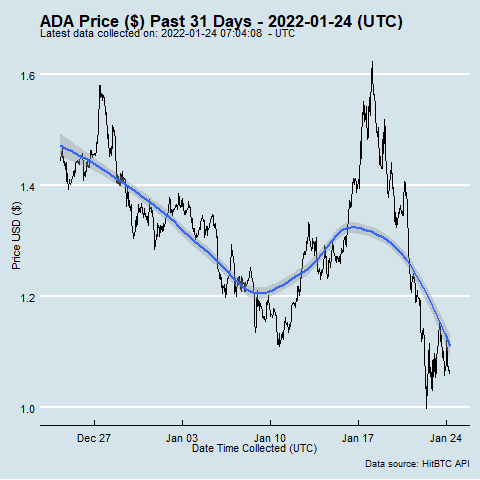 ADA Price ($) Past 31 Days - 2022-01-24 (UTC)
Latest data collected on: 2022-01-24 07:04:08 - UTC
1.6
1.4
1.2
1.0
Price USD ($)
Dec 27 Jan 03 Jan 10 Jan 17 Jan 24
Date Time Collected (UTC)
Data source: HitBTC API